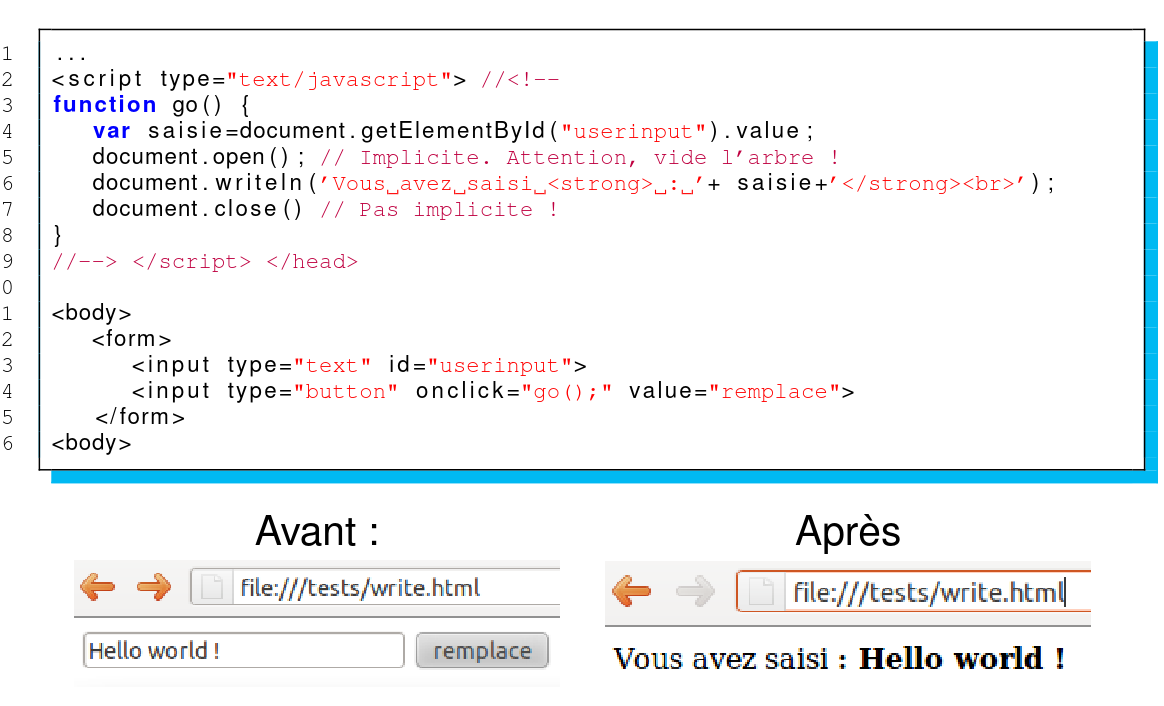 1 ...
2 <script type="text/javascript"> //<!--
3 function go() {
4 var saisie=document.getElementById("userinput").value;
5 document.open(); // Implicite. Attention, vide l'arbre !
6 document.writeln('Vous␣avez␣saisi␣<strong>␣:␣'+ saisie+'</strong><br>');
7 document.close() // Pas implicite !
8 }
9 //--> </script> </head>
0
1 <body>
2 <form>
3 <input type="text" id="userinput">
4 <input type="button" onclick="go();" value="remplace">
5 </form>
6 <body>
Avant :
Après
file:///tests/write.html
file:///tests/write.html
Hello world !
remplace
Vous avez saisi : Hello world !